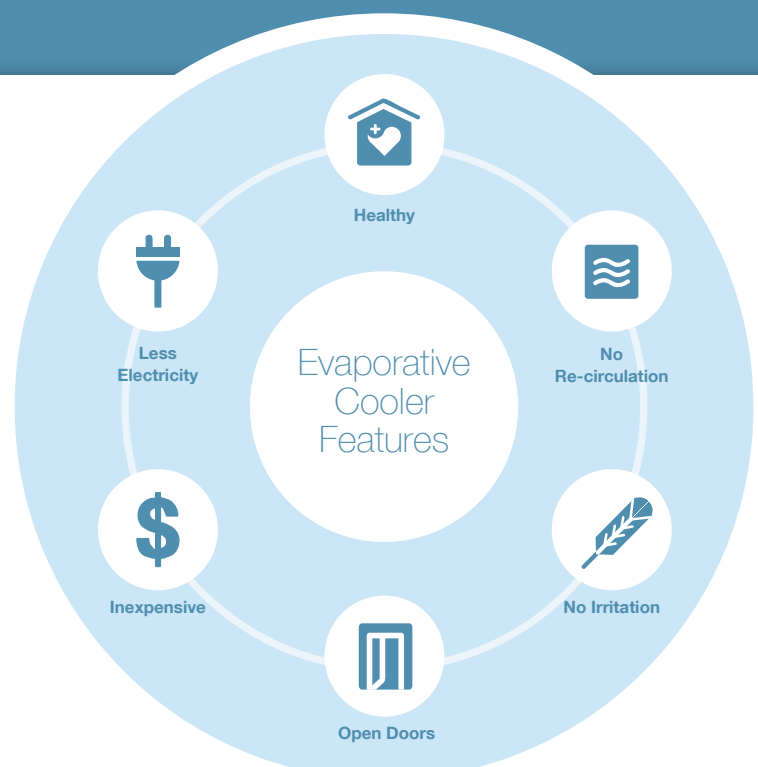 Healthy
Less
Electricity
No
Re-circulation
Evaporative
Cooler
Features
Inexpensive
No Irritation
Open Doors